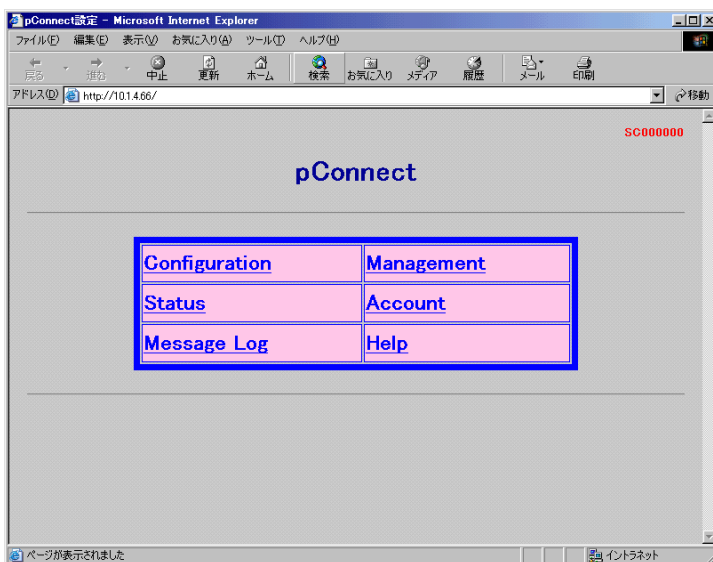 pConnect設定 - Microsoft Internet Explorer
ファイル(F) 編集(E) 表示(V) お気に入り(A) ツール(T) ヘルプ(H)
戻る 進む 中止 更新 ホーム 検索 お気に入り メディア 履歴 メール 印刷
アドレス(D) http://10.1.4.66/ 移動
SC000000
pConnect
Configuration Management
Status Account
Message Log Help
ページが表示されました イントラネット